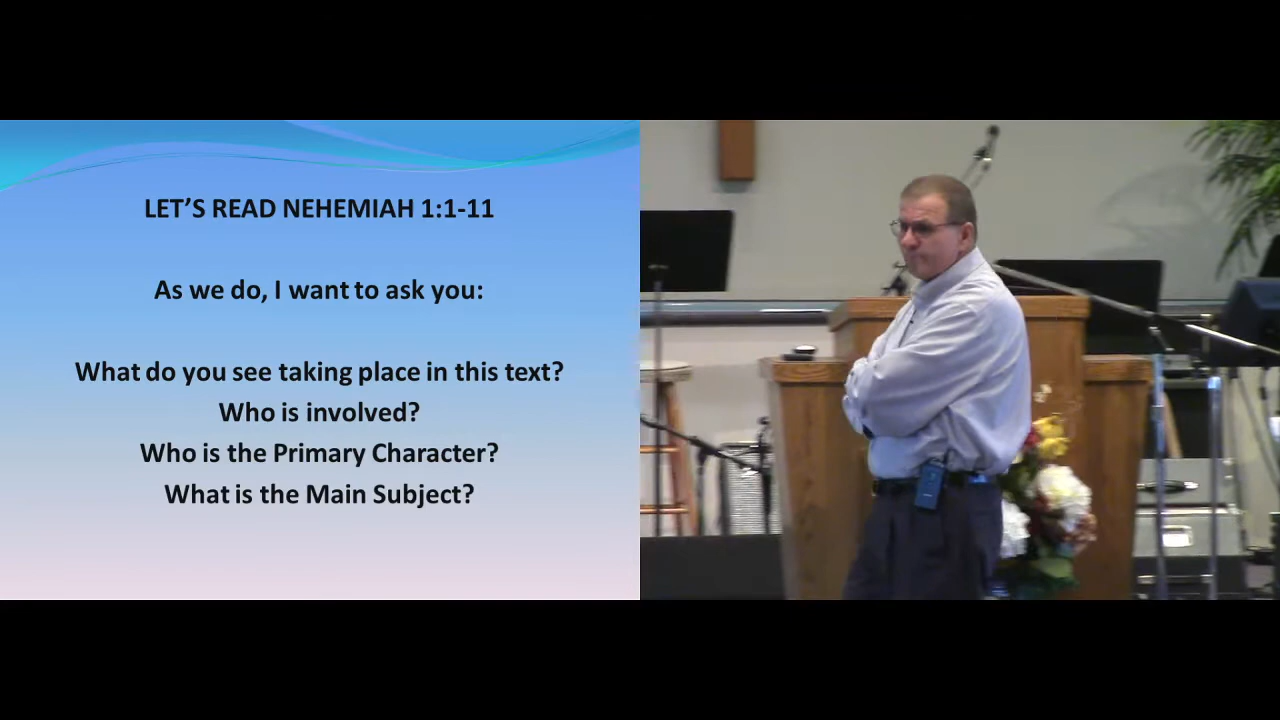 LET'S READ NEHEMIAH 1:1-11
As we do, I want to ask you:
What do you see taking place in this text?
Who is involved?
Who is the Primary Character?
What is the Main Subject?